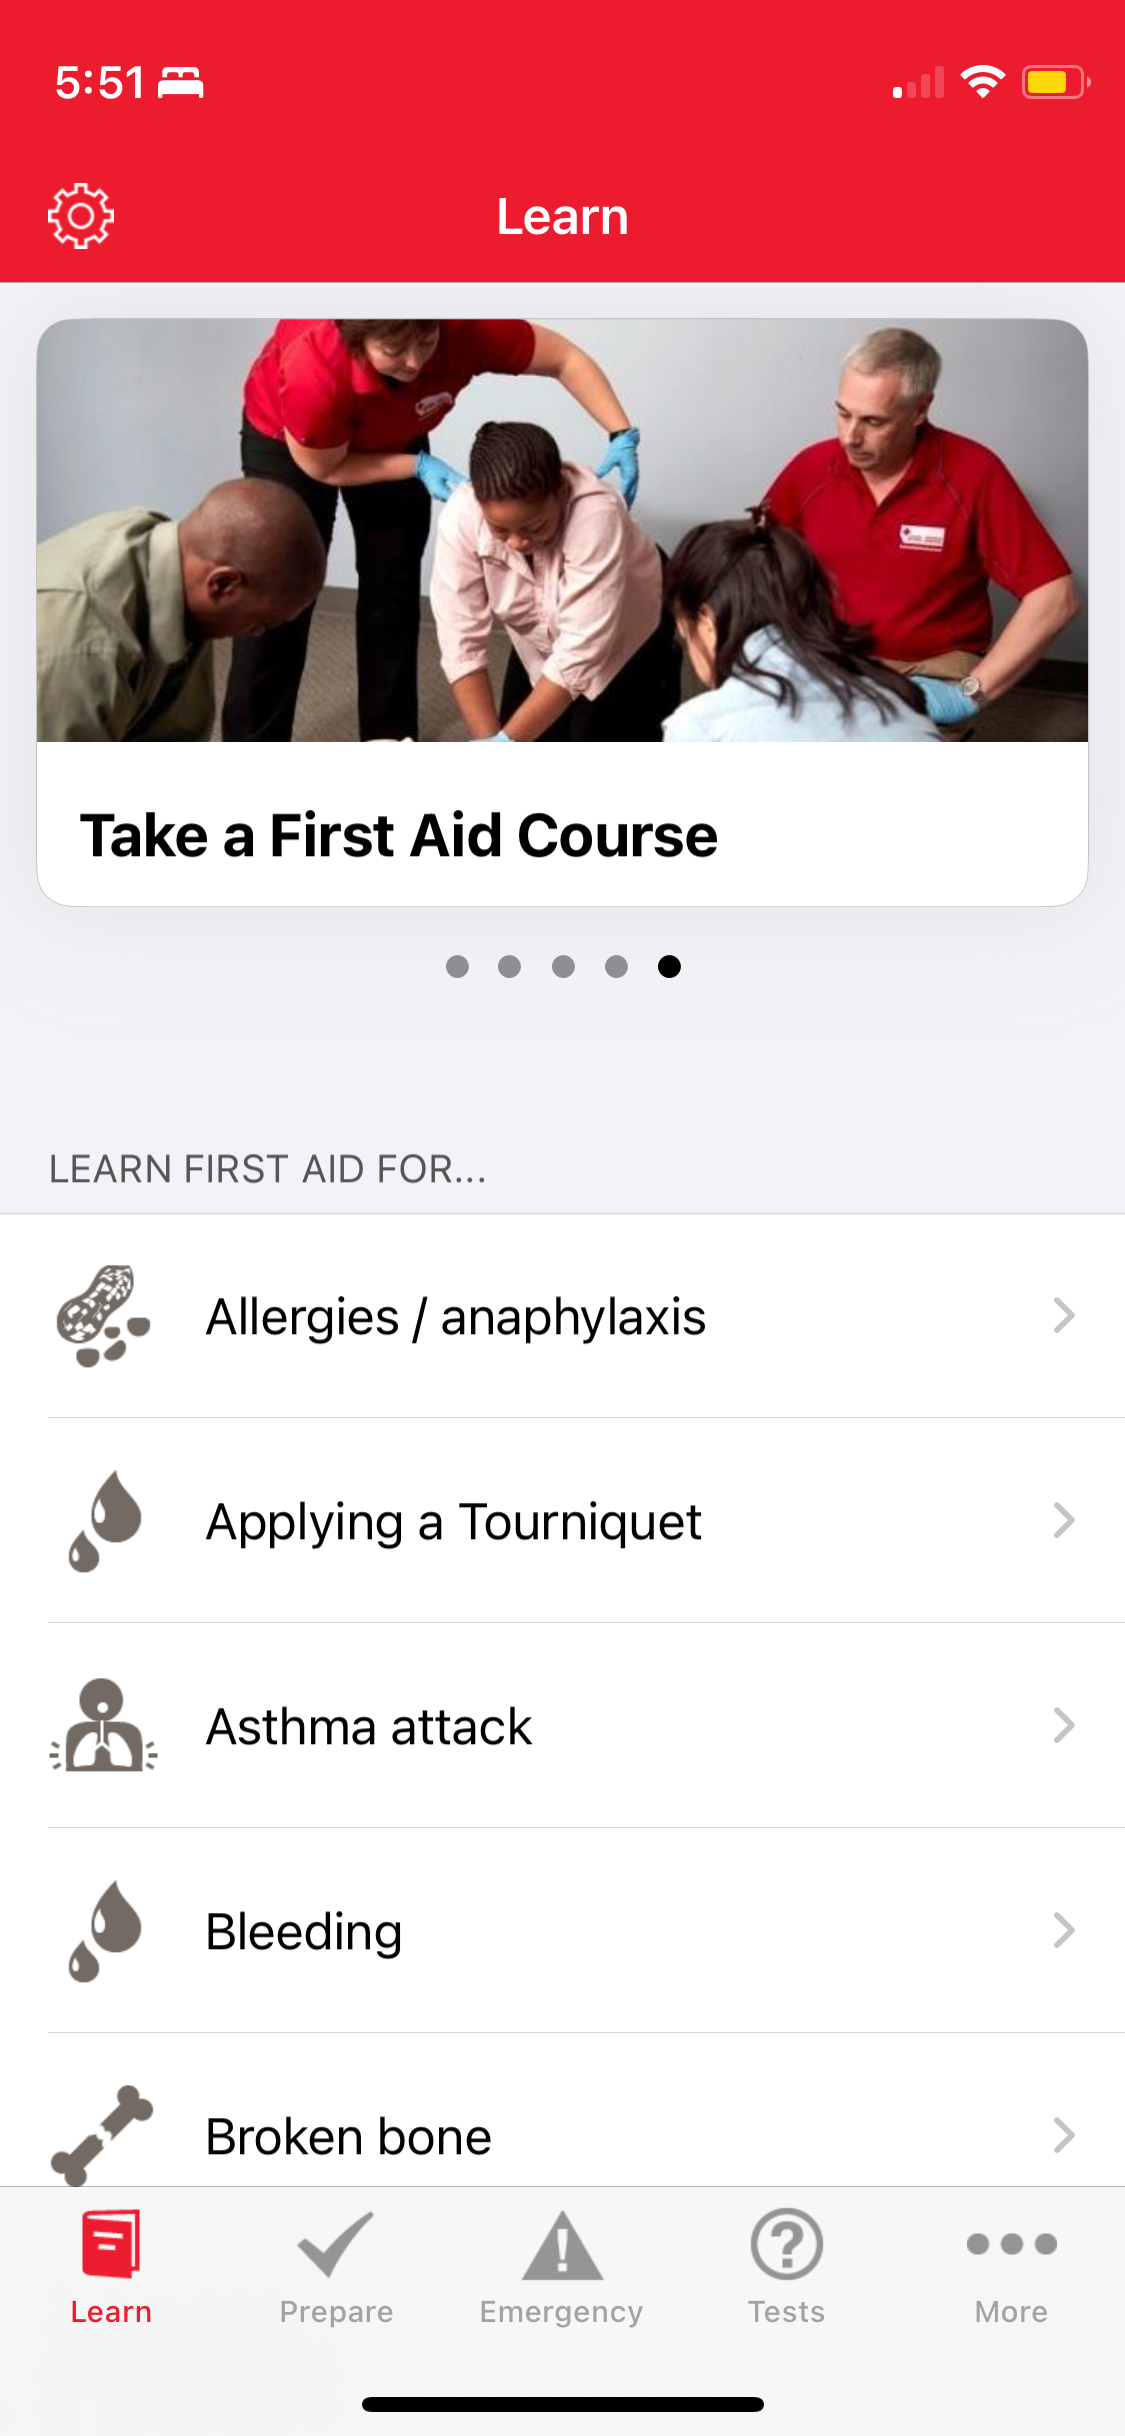 5:51
Learn
Take a First Aid Course
LEARN FIRST AID FOR...
Allergies / anaphylaxis
Applying a Tourniquet
Asthma attack
Bleeding
Broken bone
Learn
Prepare
Emergency
Tests
More